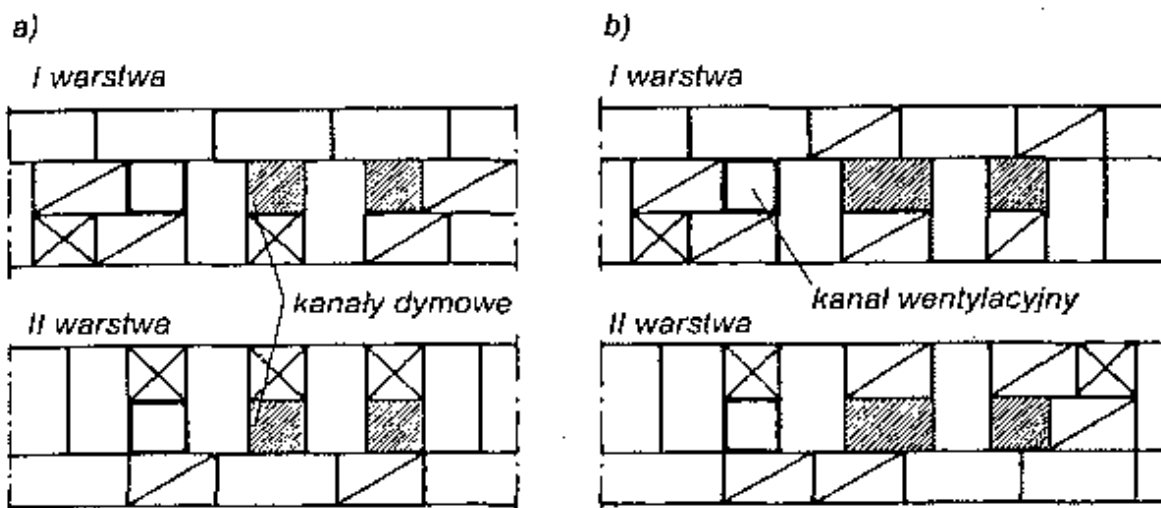 a)
I warstwa
kanały dymowe
II warstwa
b)
I warstwa
kanał wentylacyjny
II warstwa